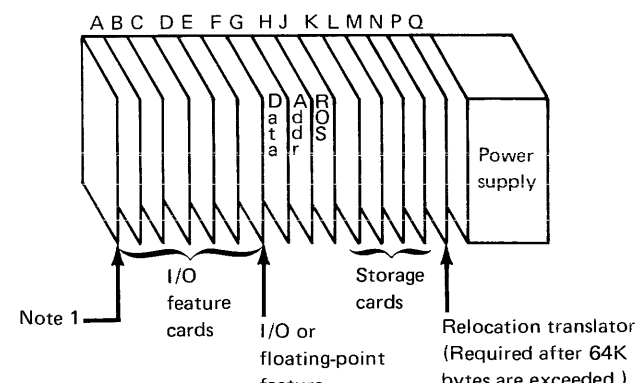 A B C D E F G H J K L M N P Q
Data
Addr
ROS
Power
supply
I/O
feature
cards
Storage
cards
Note 1
I/O or
floating-point
feature
Relocation translator
(Required after 64K
bytes are exceeded.)